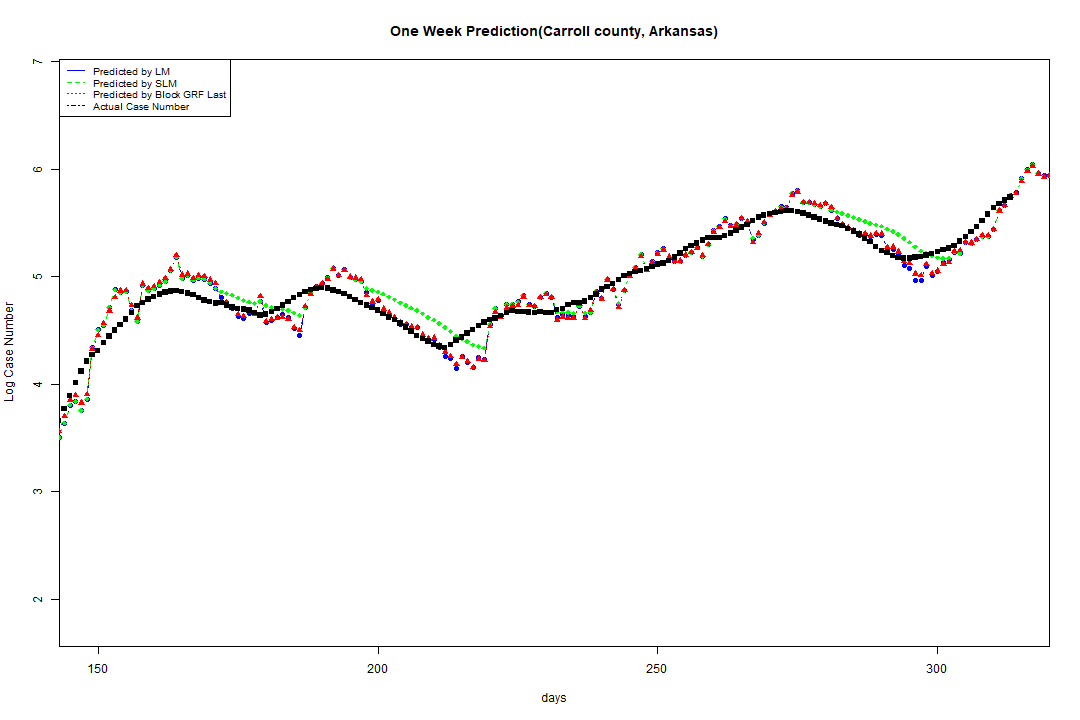 One Week Prediction(Carroll county, Arkansas)
Predicted by LM
Predicted by SLM
Predicted by Block GRF Last
Actual Case Number
7
6
5
4
3
2
Log Case Number
150
200
250
300
days